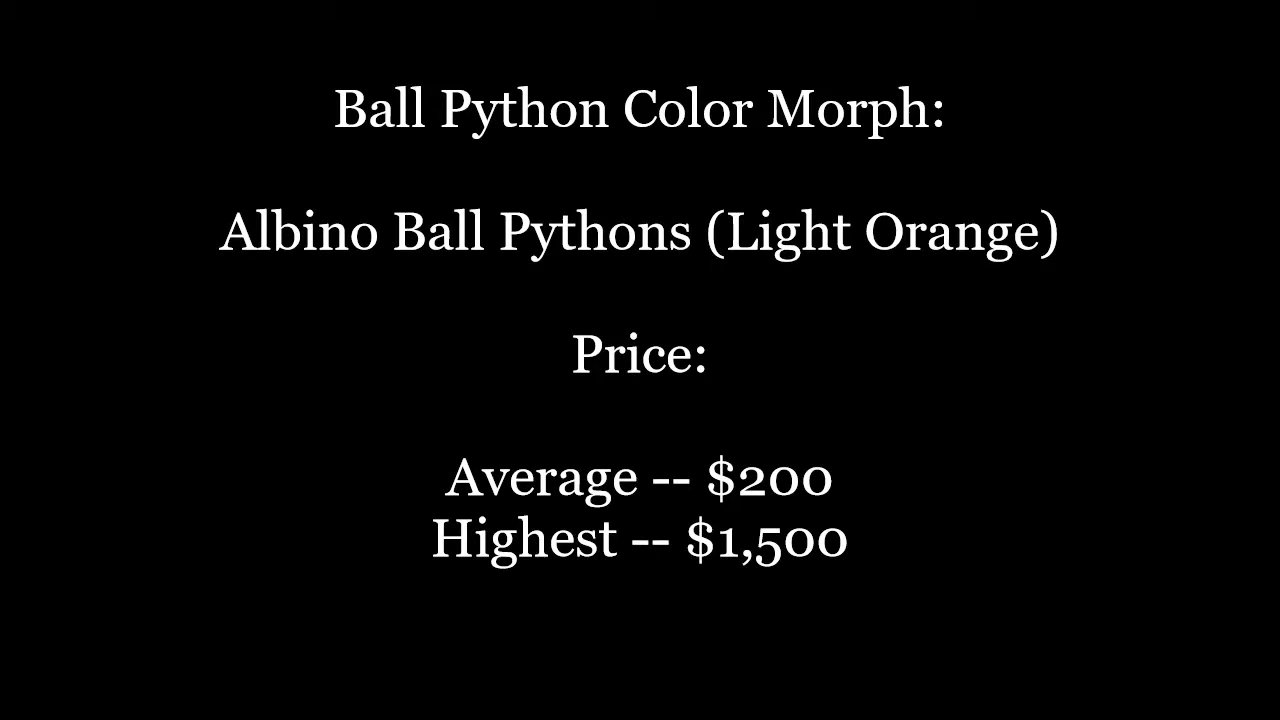 Ball Python Color Morph:
Albino Ball Pythons (Light Orange)
Price:
Average -- $200
Highest -- $1,500